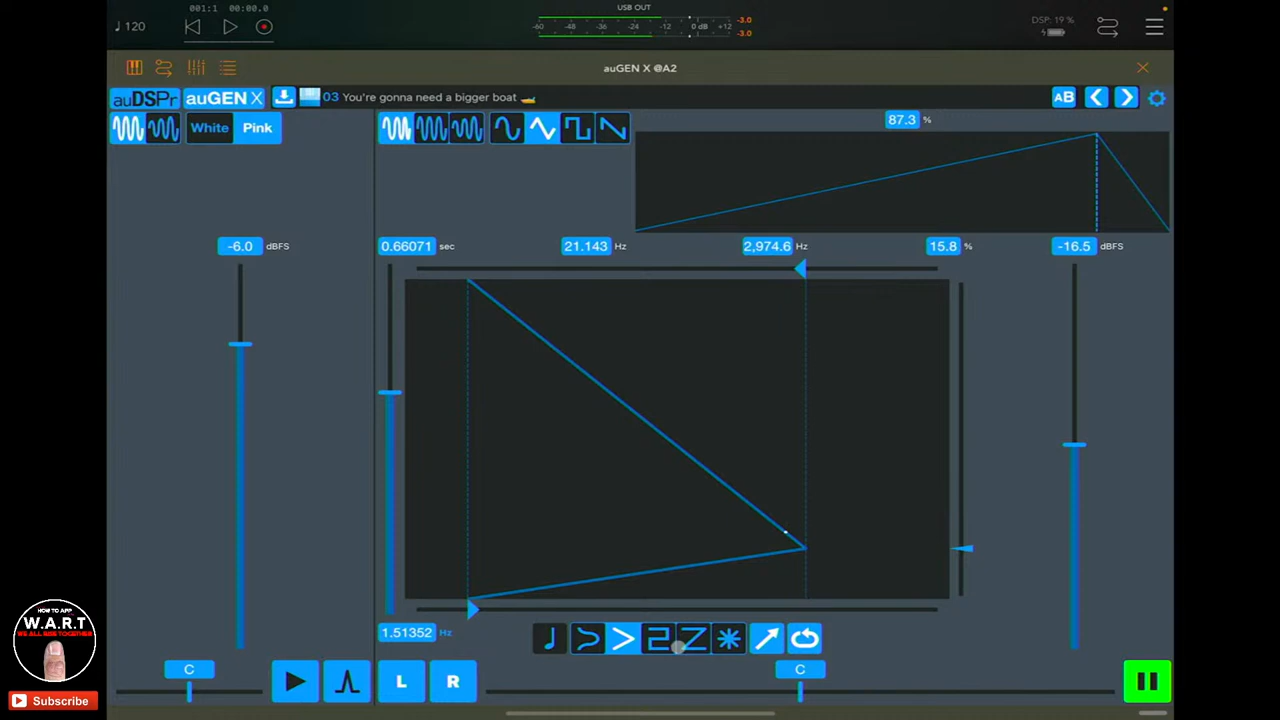 001:1 00:00.0
USB OUT
♩ 120
-60 -48 -36 -24 -12 0 dB +12
-3.0
-3.0
DSP: 19 %
auGEN X @A2
auDSPr auGEN X
03 You're gonna need a bigger boat
AB
White Pink
87.3 %
-6.0 dBFS
0.66071 sec
21.143 Hz
2,974.6 Hz
15.8 %
-16.5 dBFS
1.51352 Hz
HOW TO APP
W.A.R.T
WE ALL RISE TOGETHER
Subscribe
C
L R
C